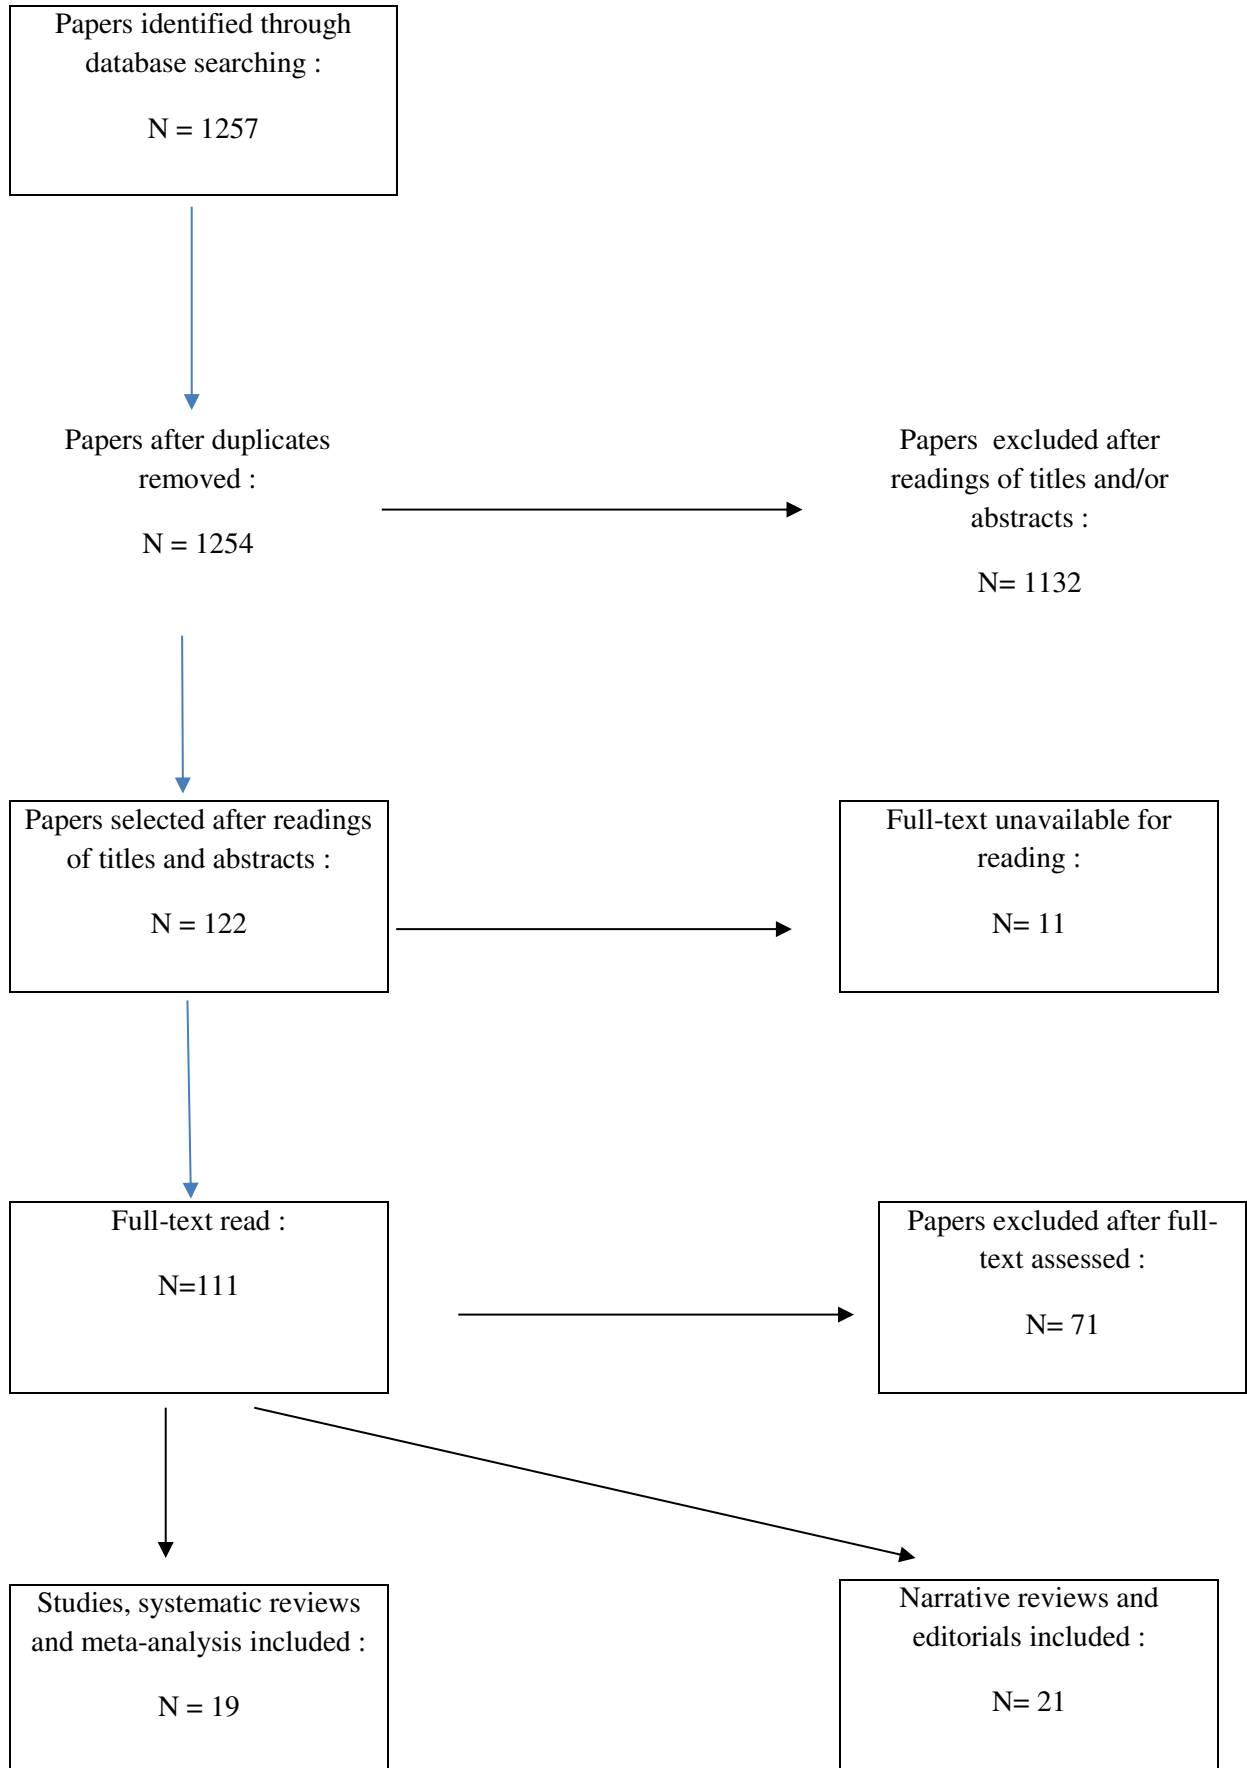 Papers identified through
database searching :
N = 1257
Papers after duplicates
removed :
N = 1254
Papers  excluded after
readings of titles and/or
abstracts :
N= 1132
Papers selected after readings
of titles and abstracts :
N = 122
Full-text unavailable for
reading :
N= 11
Full-text read :
N=111
Papers excluded after full-
text assessed :
N= 71
Studies, systematic reviews
and meta-analysis included :
N = 19
Narrative reviews and
editorials included :
N= 21